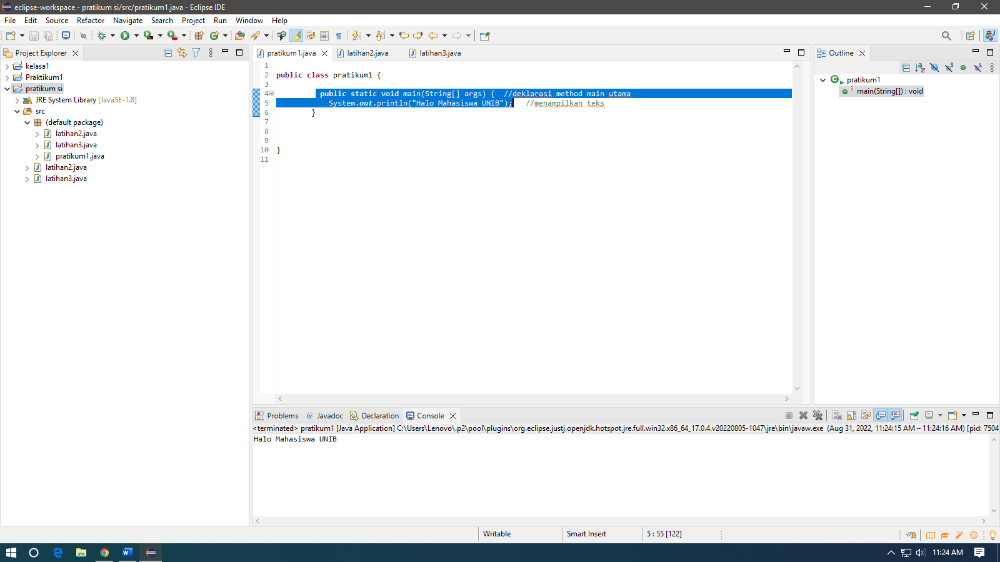 eclipse-workspace - pratikum si/src/pratikum1.java - Eclipse IDE
File Edit Source Refactor Navigate Search Project Run Window Help
Project Explorer
kelasa1
Praktikum1
pratikum si
JRE System Library [JavaSE-1.8]
src
(default package)
latihan2.java
latihan3.java
pratikum1.java
latihan2.java
latihan3.java
pratikum1.java latihan2.java latihan3.java
1
2 public class pratikum1 {
3
4 public static void main(String[] args) { //deklarasi method main utama
5 System.out.println("Halo Mahasiswa UNIB"); //menampilkan teks
6 }
7
8
9
10 }
11
Outline
pratikum1
main(String[]) : void
Problems Javadoc Declaration Console
<terminated> pratikum1 [Java Application] C:\Users\Lenovo\.p2\pool\plugins\org.eclipse.justj.openjdk.hotspot.jre.full.win32.x86_64_17.0.4.v20220805-1047\jre\bin\javaw.exe (Aug 31, 2022, 11:24:15 AM – 11:24:16 AM) [pid: 7504
Halo Mahasiswa UNIB
Writable Smart Insert 5 : 55 [122]
11:24 AM